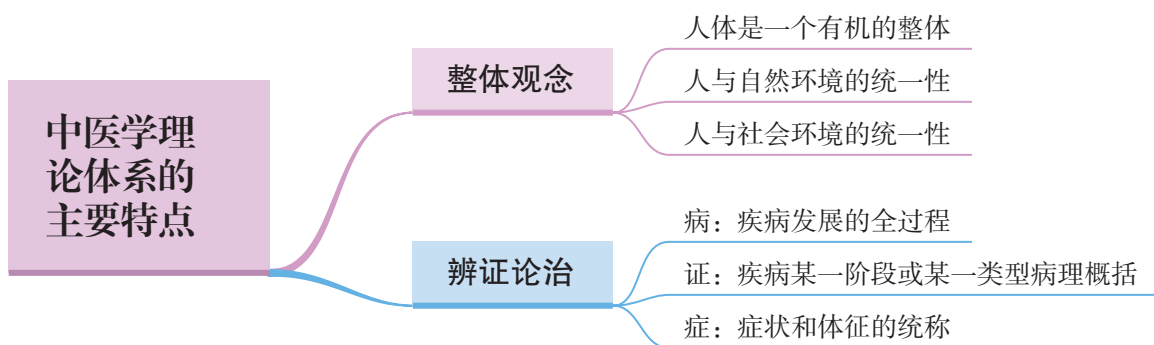 中医学理
论体系的
主要特点
整体观念
人体是一个有机的整体
人与自然环境的统一性
人与社会环境的统一性
辨证论治
病：疾病发展的全过程
证：疾病某一阶段或某一类型病理概括
症：症状和体征的统称